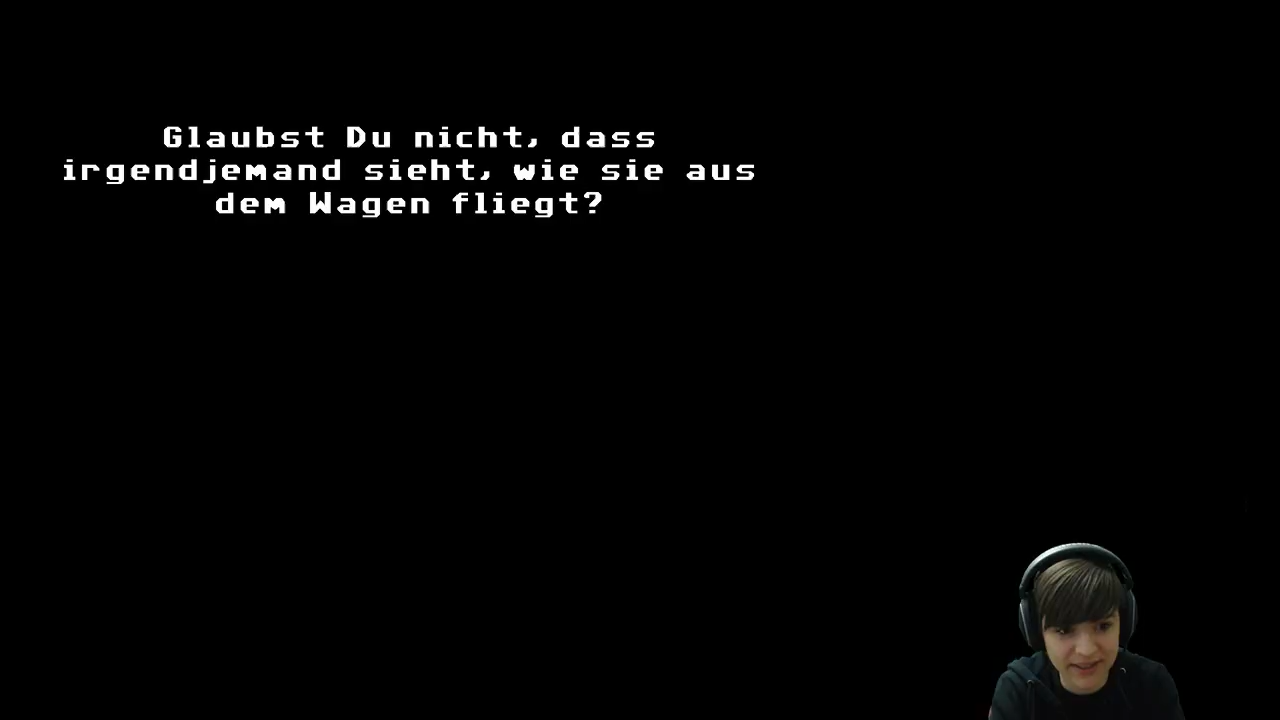 Glaubst Du nicht, dass
irgendjemand sieht, wie sie aus
dem Wagen fliegt?